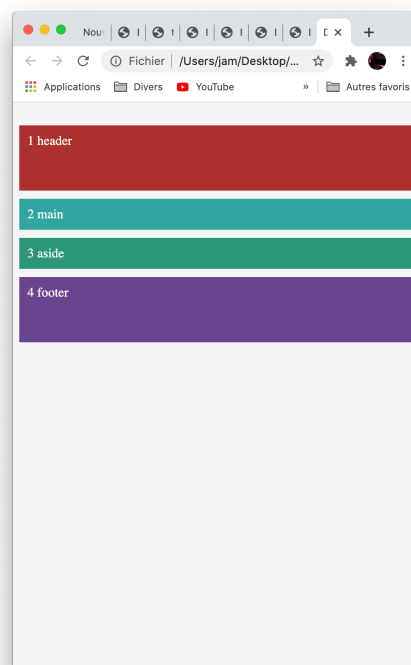 Nouv
Fichier /Users/jam/Desktop/...
Applications Divers YouTube » Autres favoris
1 header
2 main
3 aside
4 footer